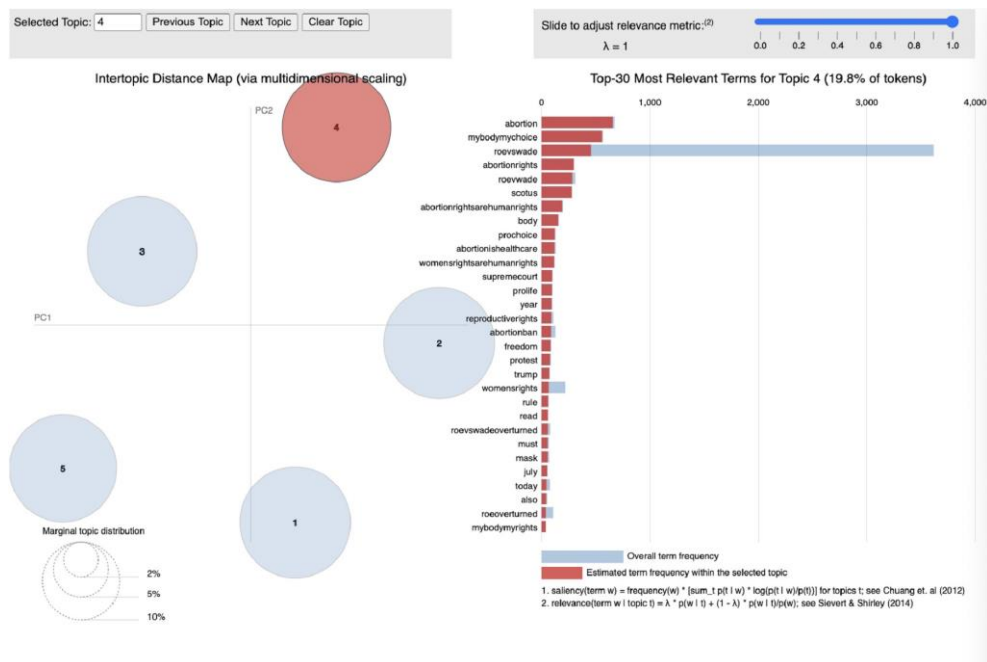 Selected Topic: 4 Previous Topic Next Topic Clear Topic
Slide to adjust relevance metric:(2)
λ = 1
0.0 0.2 0.4 0.6 0.8 1.0
Intertopic Distance Map (via multidimensional scaling)
PC2
PC1
4
3
2
5
1
Marginal topic distribution
2%
5%
10%
Top-30 Most Relevant Terms for Topic 4 (19.8% of tokens)
0 1,000 2,000 3,000 4,000
abortion
mybodymychoice
roevswade
abortionrights
roevwade
scotus
abortionrightsarehumanrights
body
prochoice
abortionishealthcare
womensrightsarehumanrights
supremecourt
prolife
year
reproductiverights
abortionban
freedom
protest
trump
womensrights
rule
read
roevswadeoverturned
must
mask
july
today
also
roeoverturned
mybodymyrights
Overall term frequency
Estimated term frequency within the selected topic
1. saliency(term w) = frequency(w) * [sum_t p(t | w) * log(p(t | w)/p(t))] for topics t; see Chuang et. al (2012)
2. relevance(term w | topic t) = λ * p(w | t) + (1 - λ) * p(w | t)/p(w); see Sievert & Shirley (2014)